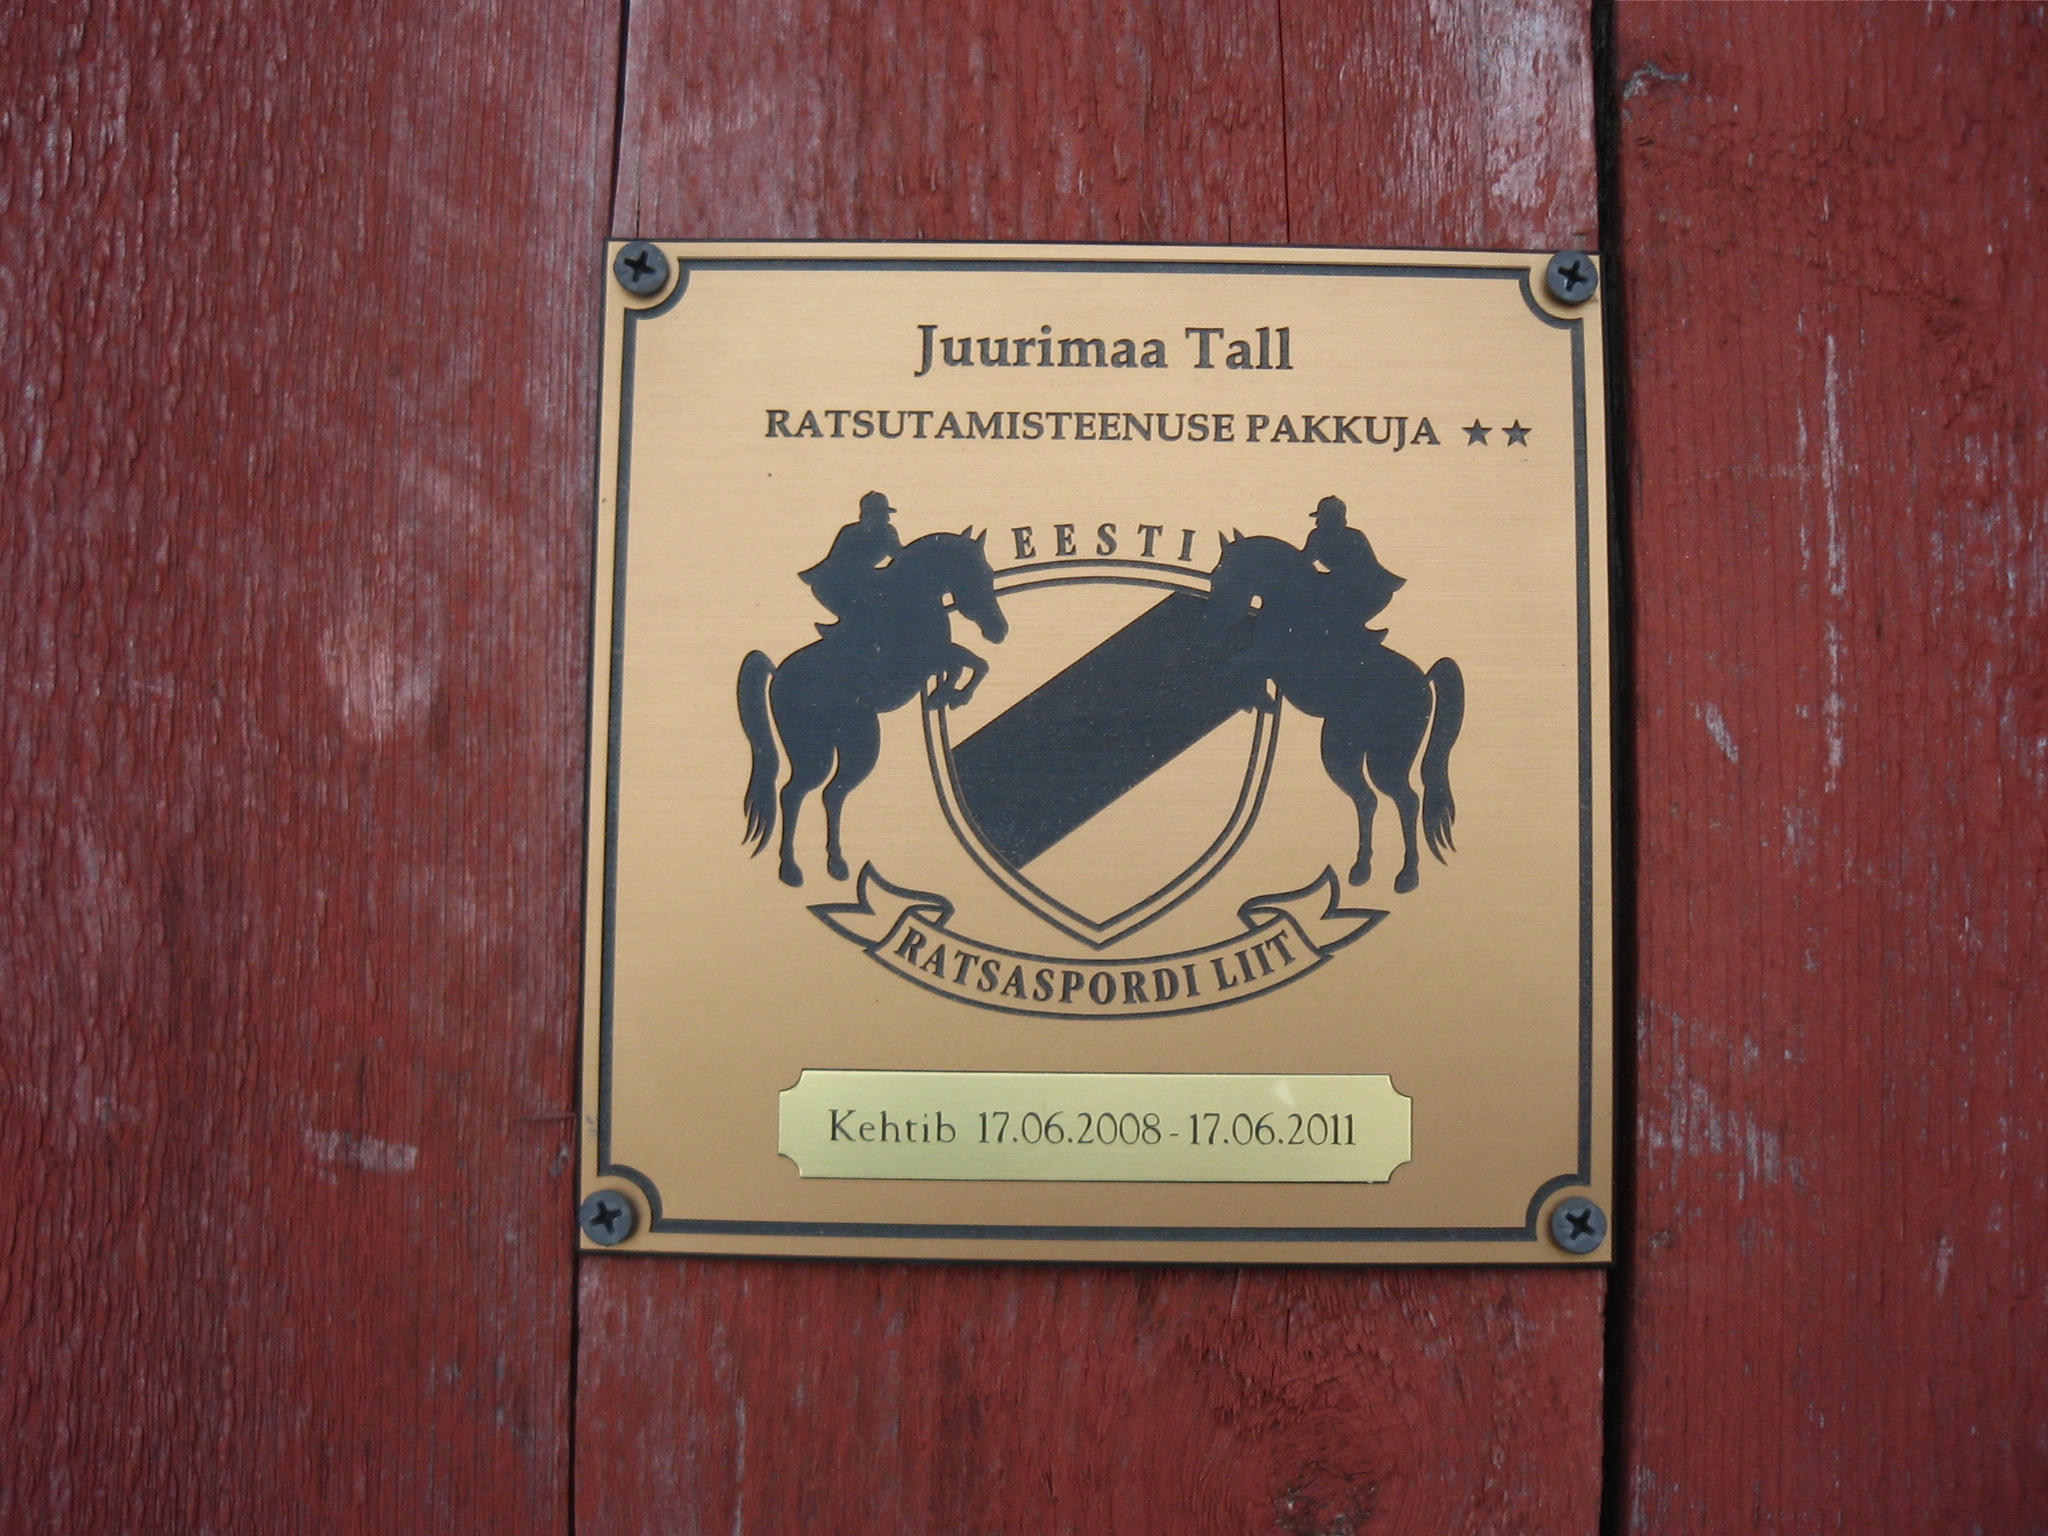 Juurimaa Tall
RATSUTAMISTEENUSE PAKKUJA ★★
EESTI
RATSASPORDI LIIT
Kehtib 17.06.2008-17.06.2011